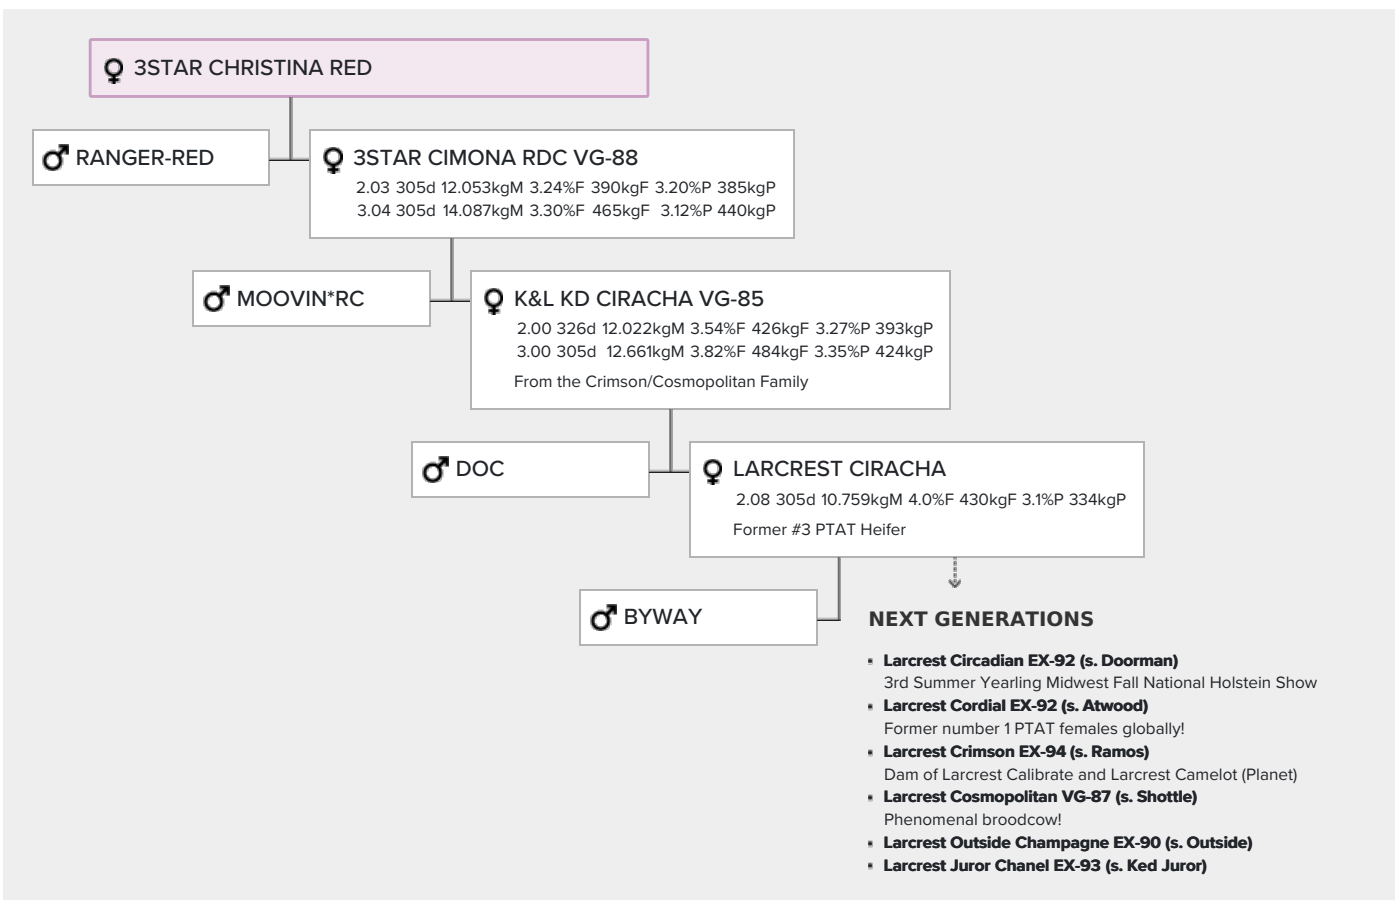 3STAR CHRISTINA RED
RANGER-RED
3STAR CIMONA RDC VG-88
2.03 305d 12.053kgM 3.24%F 390kgF 3.20%P 385kgP
3.04 305d 14.087kgM 3.30%F 465kgF 3.12%P 440kgP
MOOVIN*RC
K&L KD CIRACHA VG-85
2.00 326d 12.022kgM 3.54%F 426kgF 3.27%P 393kgP
3.00 305d 12.661kgM 3.82%F 484kgF 3.35%P 424kgP
From the Crimson/Cosmopolitan Family
DOC
LARCREST CIRACHA
2.08 305d 10.759kgM 4.0%F 430kgF 3.1%P 334kgP
Former #3 PTAT Heifer
BYWAY
NEXT GENERATIONS
Larcrest Circadian EX-92 (s. Doorman)
3rd Summer Yearling Midwest Fall National Holstein Show
Larcrest Cordial EX-92 (s. Atwood)
Former number 1 PTAT females globally!
Larcrest Crimson EX-94 (s. Ramos)
Dam of Larcrest Calibrate and Larcrest Camelot (Planet)
Larcrest Cosmopolitan VG-87 (s. Shottle)
Phenomenal broodcow!
Larcrest Outside Champagne EX-90 (s. Outside)
Larcrest Juror Chanel EX-93 (s. Ked Juror)